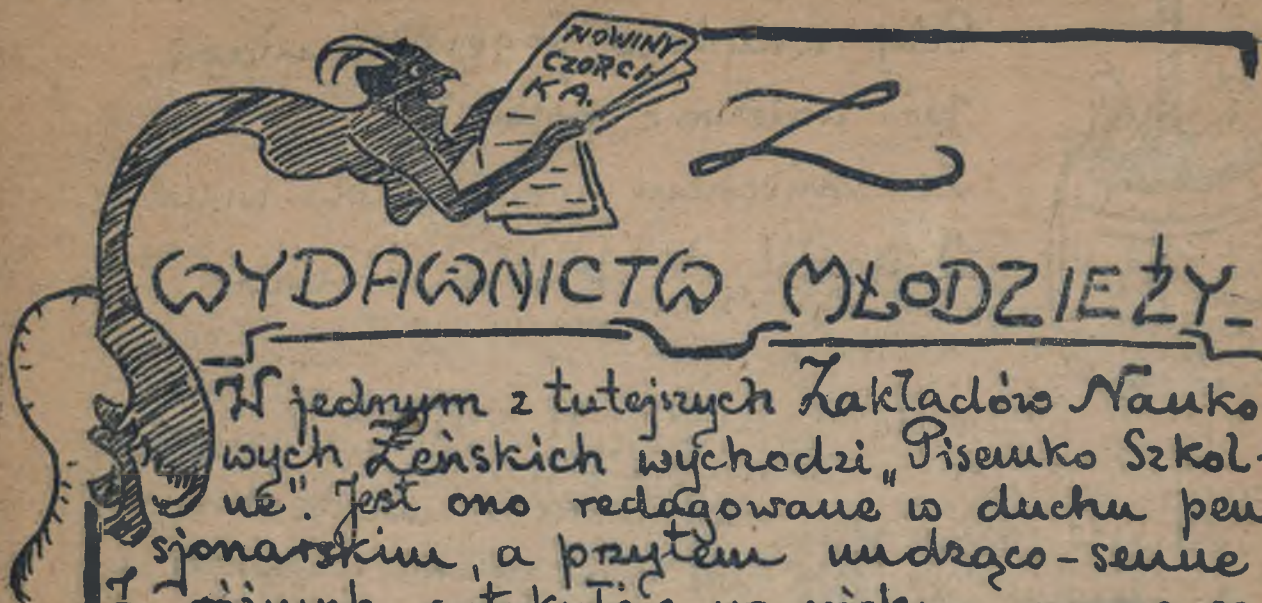 NOWINY
CZORCI
KA.
Z
WYDAWNICTW MŁODZIEŻY-
W jednym z tutejszych Zakładów Nauko
wych Żeńskich wychodzi „Pisemko Szkol-
ne”. Jest ono redagowane w duchu pen
sjonarskim, a przytem nudząco-senne